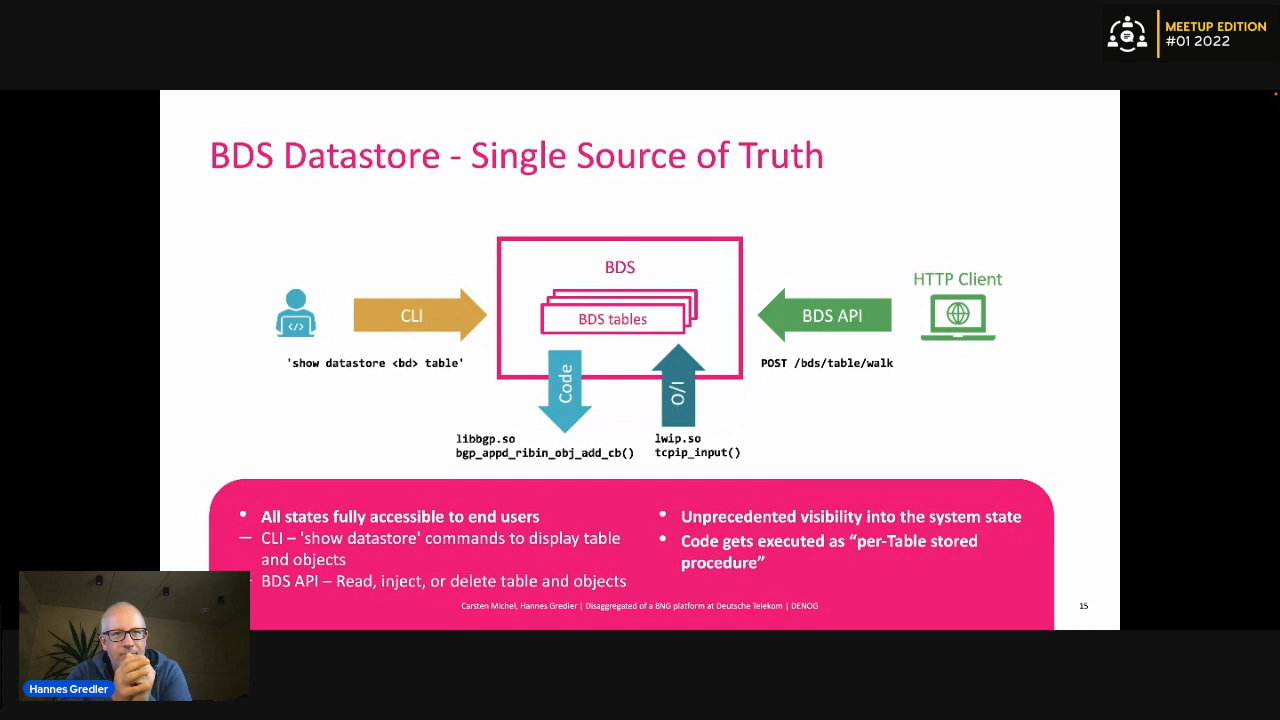 MEETUP EDITION
#01 2022
BDS Datastore - Single Source of Truth
BDS
BDS tables
CLI
BDS API
HTTP Client
'show datastore <bd> table'
POST /bds/table/walk
Code
I/O
libbgp.so
bgp_appd_ribin_obj_add_cb()
lwip.so
tcpip_input()
• All states fully accessible to end users
– CLI – 'show datastore' commands to display table
and objects
BDS API – Read, inject, or delete table and objects
• Unprecedented visibility into the system state
• Code gets executed as “per-Table stored
procedure”
Carsten Michel, Hannes Gredler | Disaggregated of a BNG platform at Deutsche Telekom | DENOG
15
Hannes Gredler